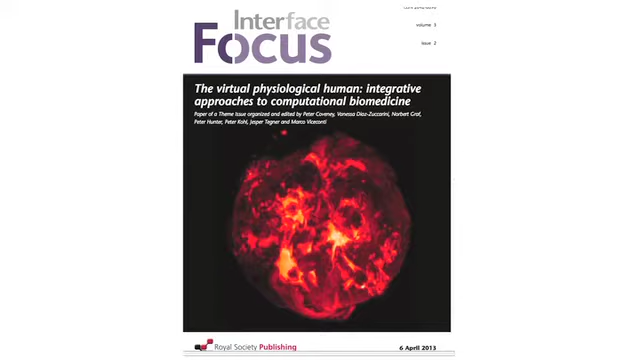 Interface
Focus
volume 3
issue 2
The virtual physiological human: integrative
approaches to computational biomedicine
Paper of a Theme Issue organized and edited by Peter Coveney, Vanessa Diaz-Zuccarini, Norbert Graf,
Peter Hunter, Peter Kohl, Jesper Tegner and Marco Viceconti
Royal Society Publishing
6 April 2013